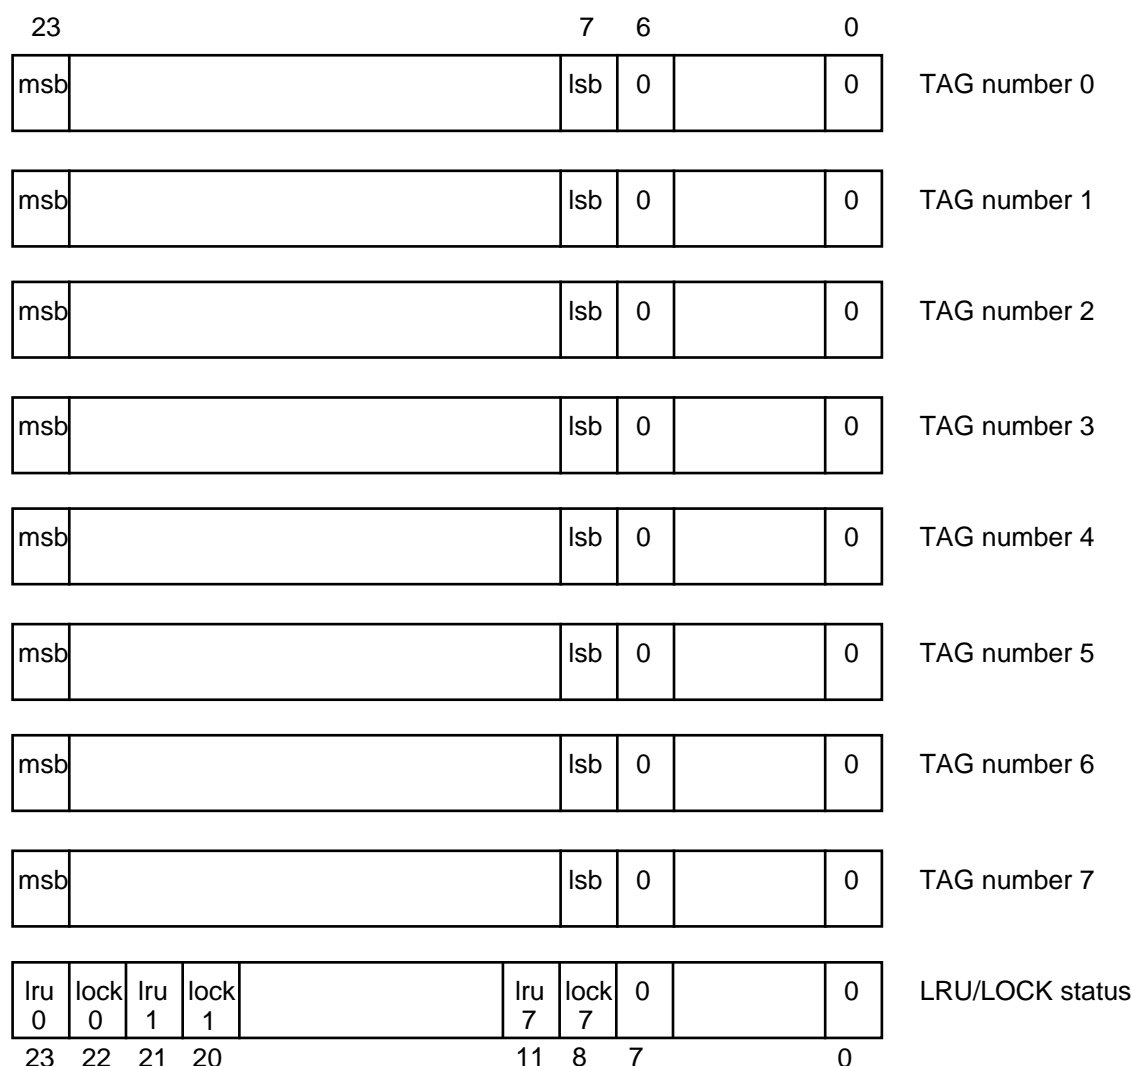 23 7 6 0
msb lsb 0 0 TAG number 0
msb lsb 0 0 TAG number 1
msb lsb 0 0 TAG number 2
msb lsb 0 0 TAG number 3
msb lsb 0 0 TAG number 4
msb lsb 0 0 TAG number 5
msb lsb 0 0 TAG number 6
msb lsb 0 0 TAG number 7
lru lock lru lock lru lock 0 0 LRU/LOCK status
0 0 1 1 7 7
23 22 21 20 11 8 7 0